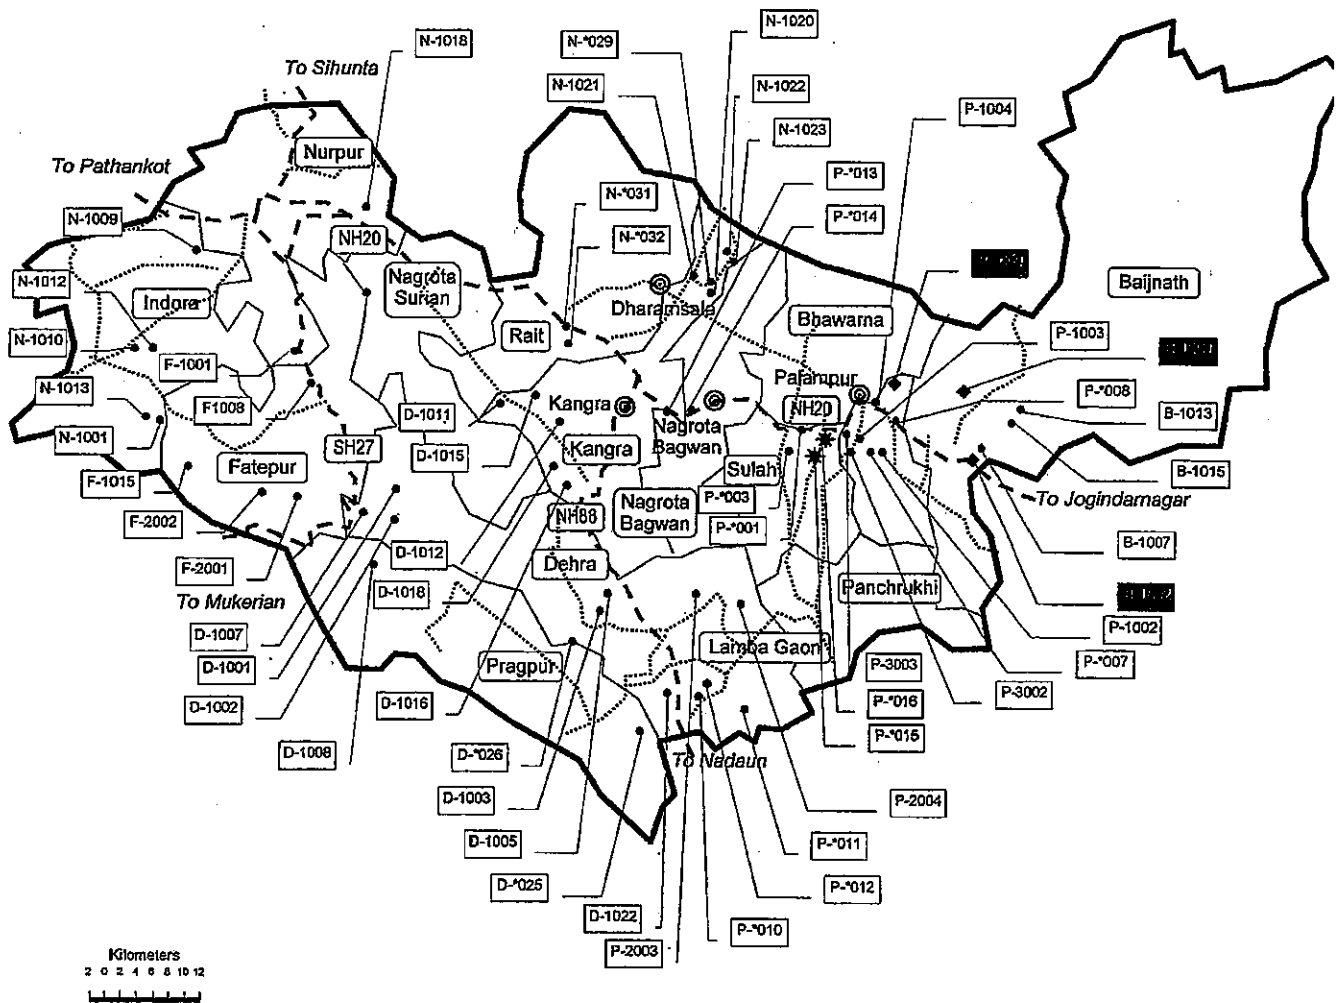 N-1020
N-1018
N-*029
To Sihunta
N-1021
N-1022
P-1004
N-1023
Nurpur
To Pathankot
P-*013
N-*031
N-1009
P-*014
NH20
N-*032
Nagrota
Surian
Baijnath
N-1012
Indora
Dharamsala
Bhawarna
Rait
N-1010
P-1003
F-1001
Palampur
N-1013
P-*008
F1008
D-1011
Kangra
NH20
B-1013
Nagrota
Bagwan
N-1001
SH27
D-1015
Kangra
Fatepur
Sulah
B-1015
F-1015
P-*003
To Jogindarnagar
Nagrota
Bagwan
NH88
F-2002
P-*001
B-1007
D-1012
Dehra
F-2001
Panchrukhi
D-1018
To Mukerian
P-1002
D-1007
Lamba Gaon
D-1001
Pragpur
P-3003
P-*007
P-3002
D-1002
D-1016
P-*016
P-*015
D-1008
D-*026
To Nadaun
D-1003
P-2004
D-1005
P-*011
D-*025
P-*012
D-1022
P-*010
P-2003
Kilometers
2 0 2 4 6 8 10 12